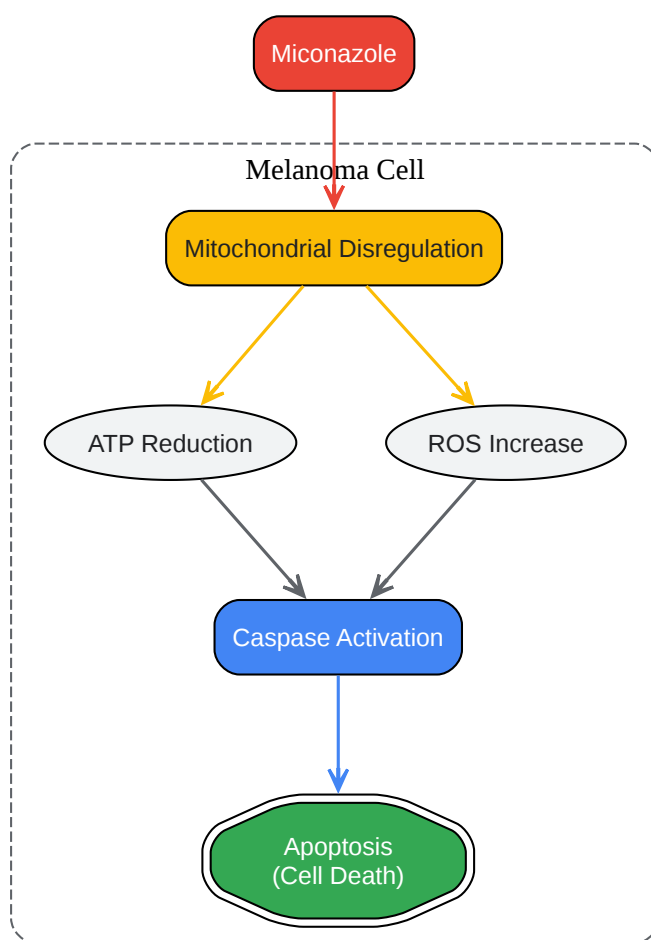 Miconazole
Melanoma Cell
Mitochondrial Disregulation
ATP Reduction
ROS Increase
Caspase Activation
Apoptosis
(Cell Death)